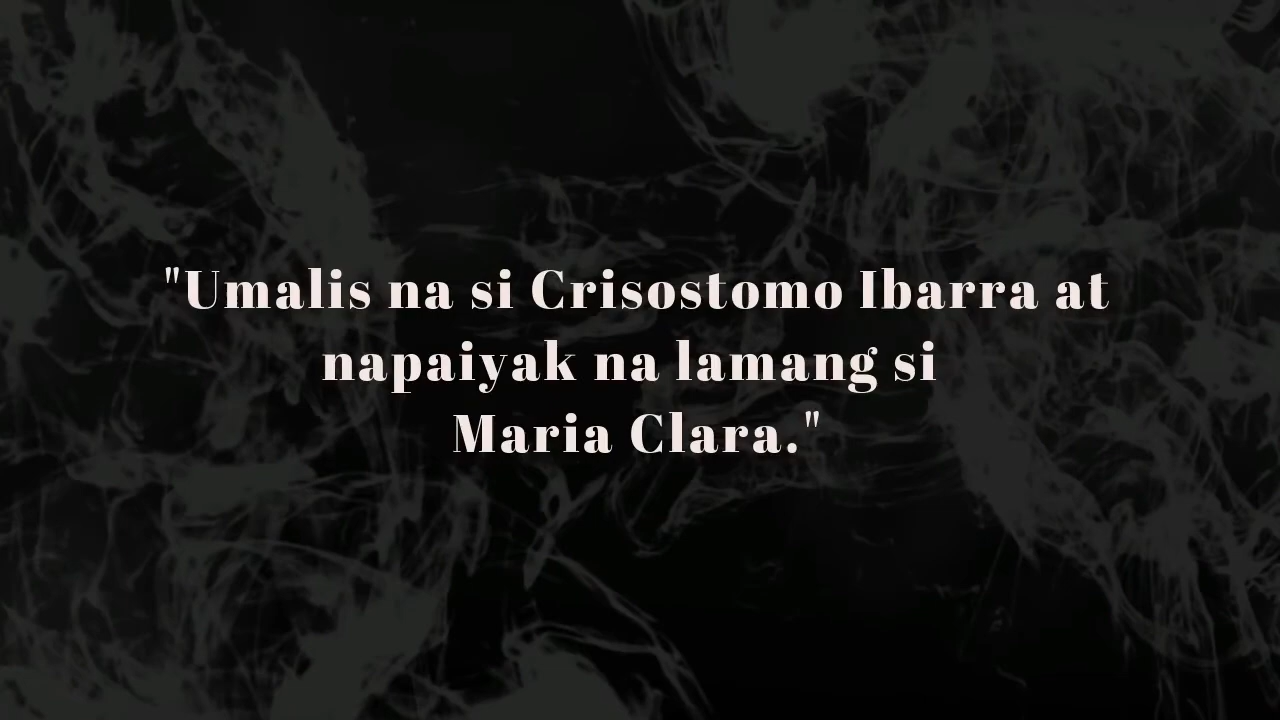 "Umalis na si Crisostomo Ibarra at
napaiyak na lamang si
Maria Clara."